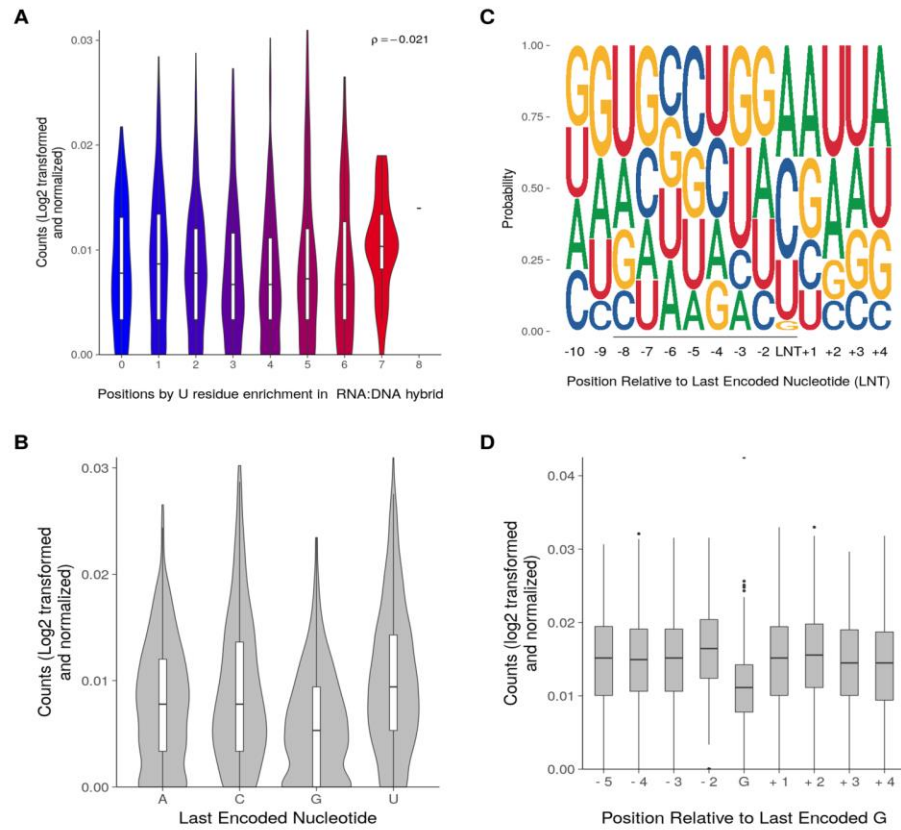 A
0.03
0.02
0.01
0.00
Counts (Log2 transformed
and normalized)
ρ = −0.021
0 1 2 3 4 5 6 7 8
Positions by U residue enrichment in RNA:DNA hybrid
B
0.03
0.02
0.01
0.00
Counts (Log2 transformed
and normalized)
A C G U
Last Encoded Nucleotide
C
1.00
0.75
0.50
0.25
0.00
Probability
G G U G C C U G G A A U U A
U A A C G G C U A C G A A U
A U G A U U A C U U C G G G
C C C U A A G A C G U C C C
-10 -9 -8 -7 -6 -5 -4 -3 -2 LNT +1 +2 +3 +4
Position Relative to Last Encoded Nucleotide (LNT)
D
0.04
0.03
0.02
0.01
0.00
Counts (log2 transformed
and normalized)
- 5 - 4 - 3 - 2 G + 1 + 2 + 3 + 4
Position Relative to Last Encoded G